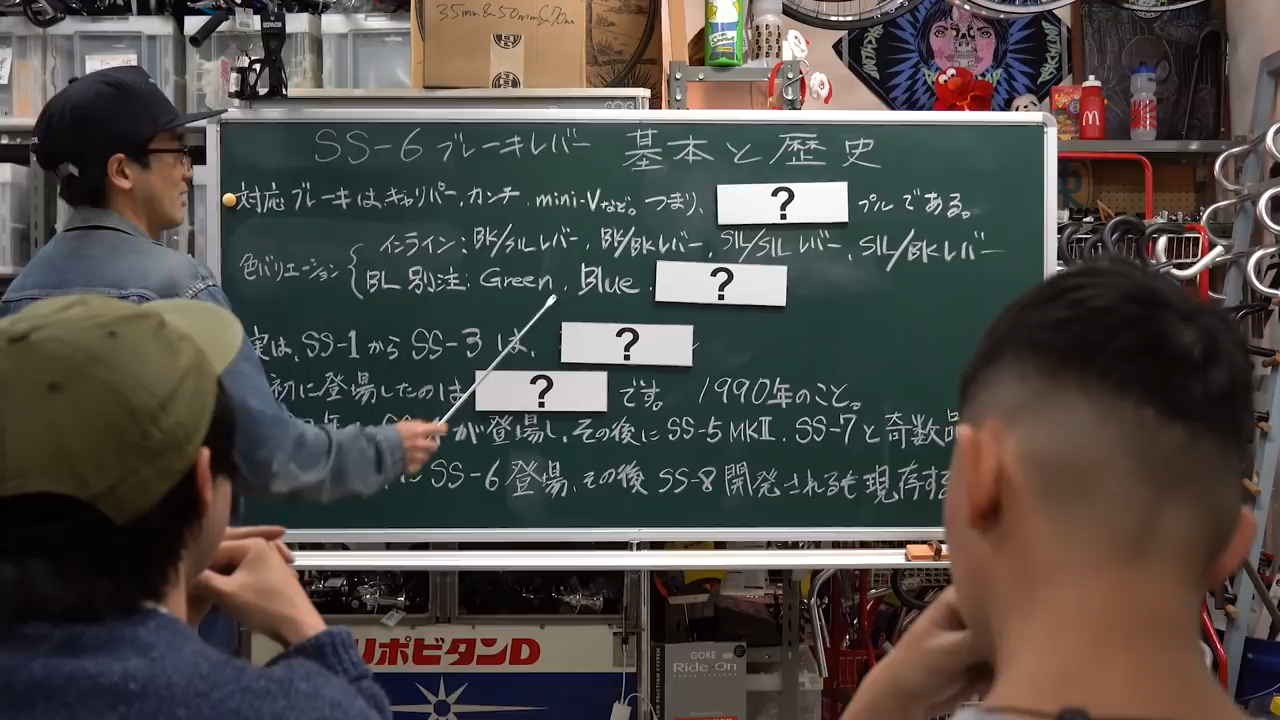 35mm&50mm&70mm
SS-6 ブレーキレバー 基本と歴史
対応ブレーキは、キャリパー、カンチ、mini-Vなど。つまり、 ? プルである。
色バリエーション
インライン:BK/SILレバー、BK/BKレバー、SIL/SILレバー、SIL/BKレバー
BL別注:Green、Blue、 ?
実は、SS-1からSS-3は、 ?
初に登場したのは ? です。1990年のこと。
が登場し、その後にSS-5MKⅡ、SS-7と奇数品
にSS-6登場、その後SS-8開発されるも現存する
リポビタンD
GORE
Ride On